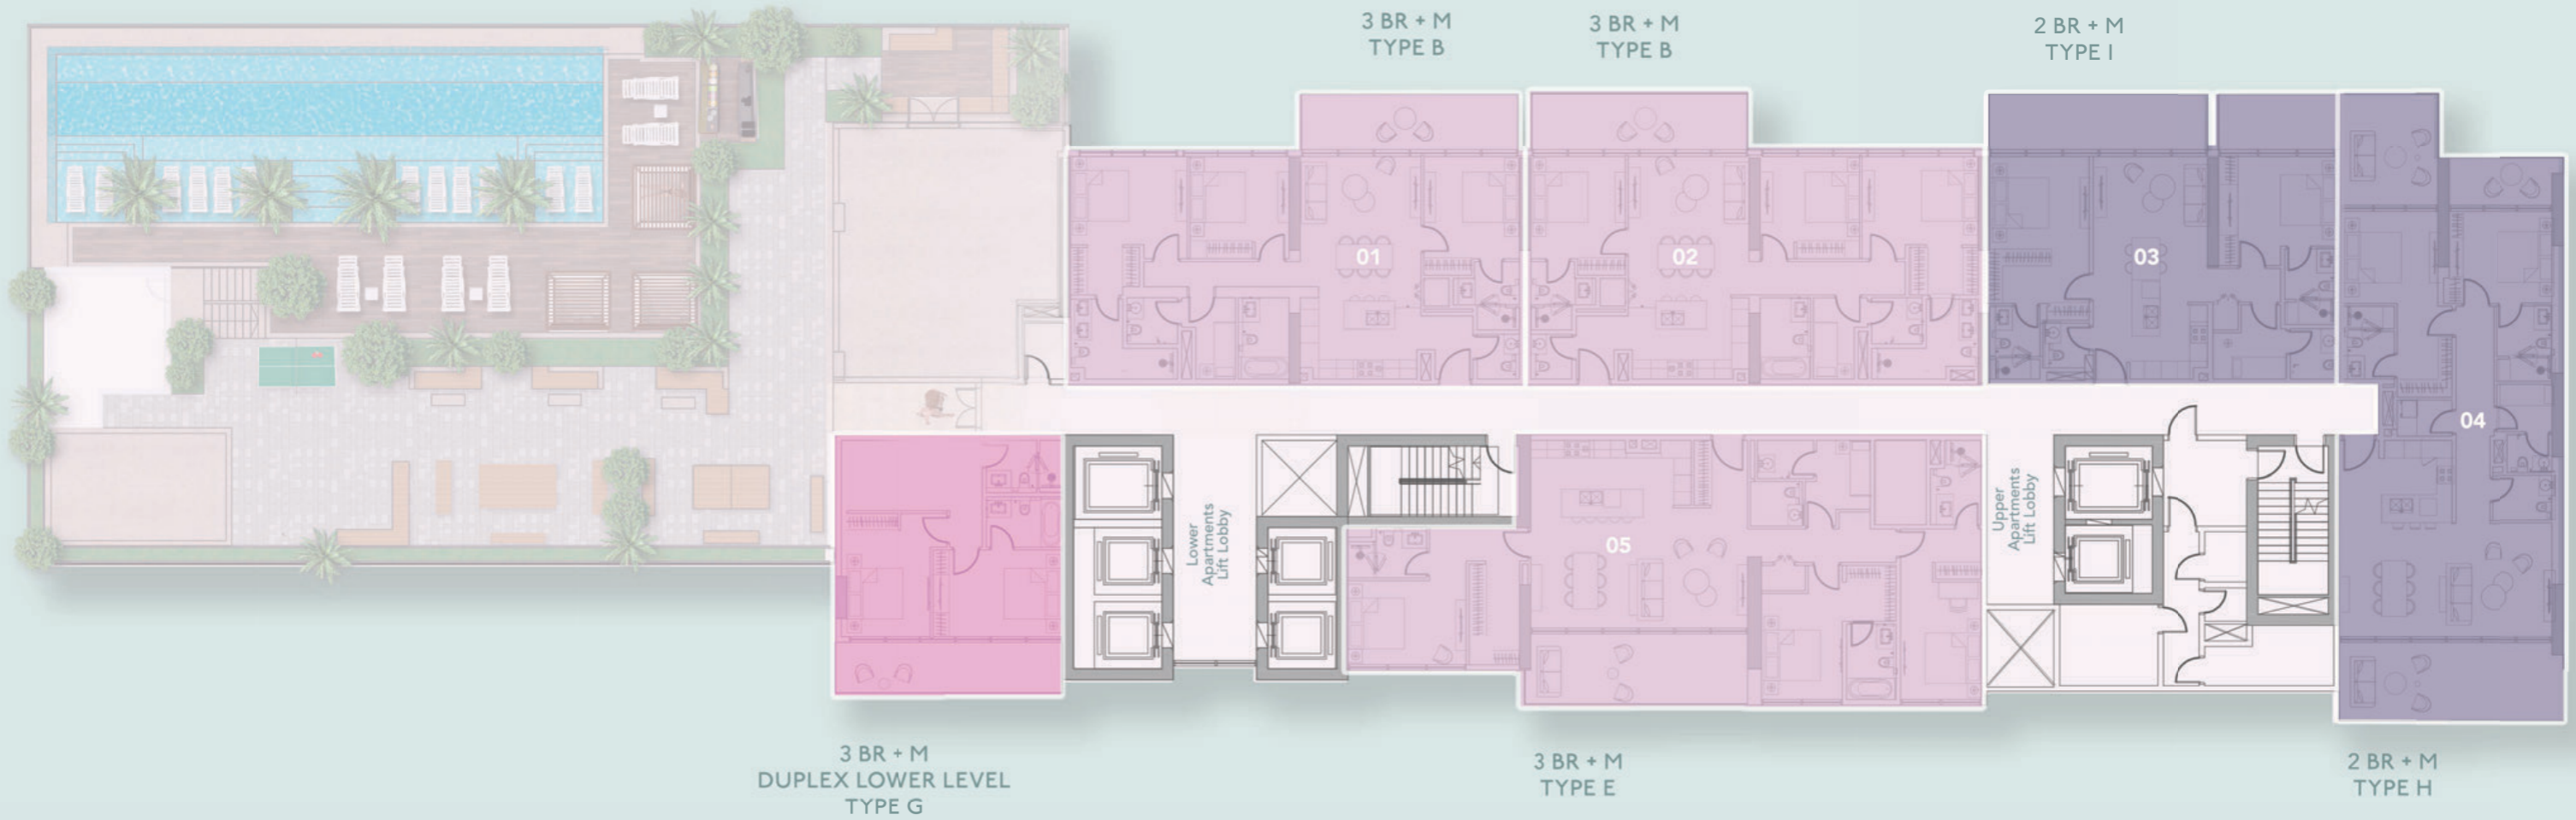 3 BR + M
TYPE B
3 BR + M
TYPE B
2 BR + M
TYPE I
01
02
03
04
05
Lower
Apartments
Lift Lobby
Upper
Apartments
Lift Lobby
3 BR + M
DUPLEX LOWER LEVEL
TYPE G
3 BR + M
TYPE E
2 BR + M
TYPE H